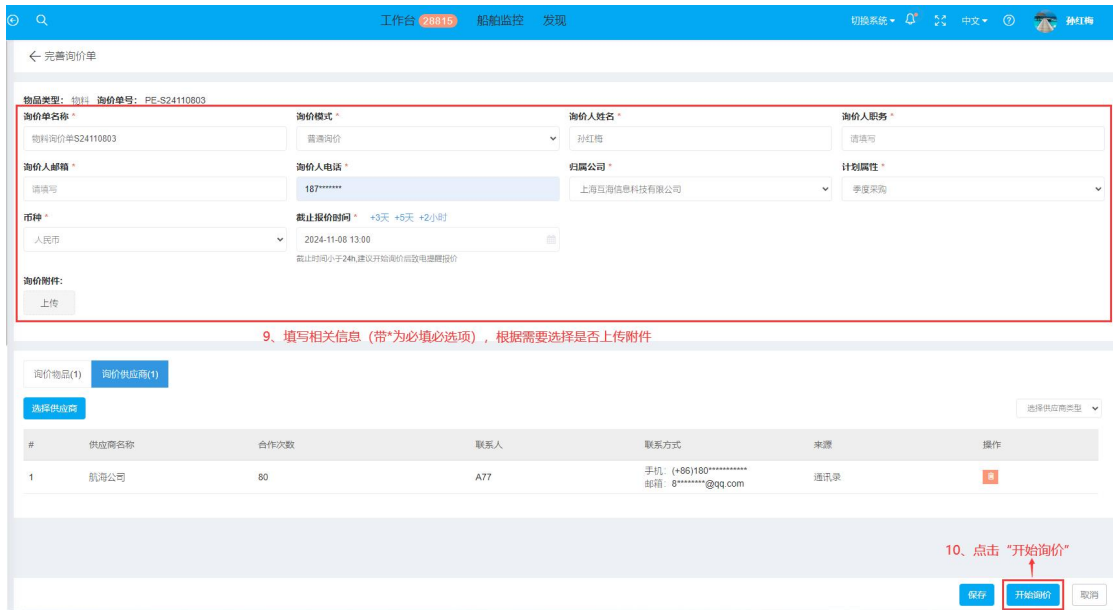 工作台 28815 船舶监控 发现 切换系统 中文 孙红梅
完善询价单
物品类型： 物料 询价单号： PE-S24110803
询价单名称 * 询价模式 * 询价人姓名 * 询价人职务 *
物料询价单S24110803 普通询价 孙红梅 请填写
询价人邮箱 * 询价人电话 * 归属公司 * 计划属性 *
请填写 187******* 上海互海信息科技有限公司 季度采购
币种 * 截止报价时间 * +3天 +5天 +2小时
人民币 2024-11-08 13:00
截止时间小于24h,建议开始询价后致电提醒报价
询价附件:
上传
9、填写相关信息（带*为必填必选项），根据需要选择是否上传附件
询价物品(1) 询价供应商(1)
选择供应商 选择供应商类型
# 供应商名称 合作次数 联系人 联系方式 来源 操作
1 航海公司 80 A77 手机: (+86)180*********** 通讯录
邮箱: 8********@qq.com
10、点击“开始询价”
保存 开始询价 取消